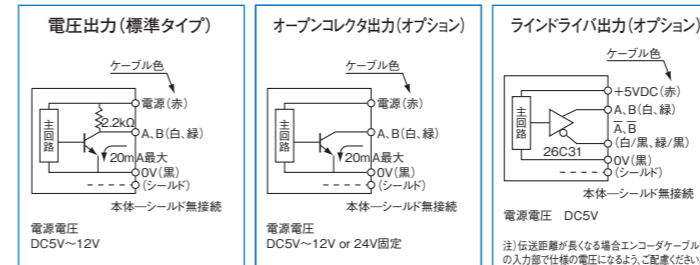 電圧出力(標準タイプ)
ケーブル色
電源(赤)
2.2kΩ
主回路
A、B(白、緑)
20mA最大
0V(黒)
(シールド)
本体―シールド無接続
電源電圧
DC5V～12V
オープンコレクタ出力(オプション)
ケーブル色
電源(赤)
主回路
A、B(白、緑)
20mA最大
0V(黒)
(シールド)
本体―シールド無接続
電源電圧
DC5V～12V or 24V固定
ラインドライバ出力(オプション)
ケーブル色
+5VDC(赤)
主回路
A、B(白、緑)
A̅、B̅
(白/黒、緑/黒)
26C31
0V(黒)
(シールド)
本体―シールド無接続
電源電圧 DC5V
注)伝送距離が長くなる場合エンコーダケーブル
の入力部で仕様の電圧になるよう、ご配慮ください